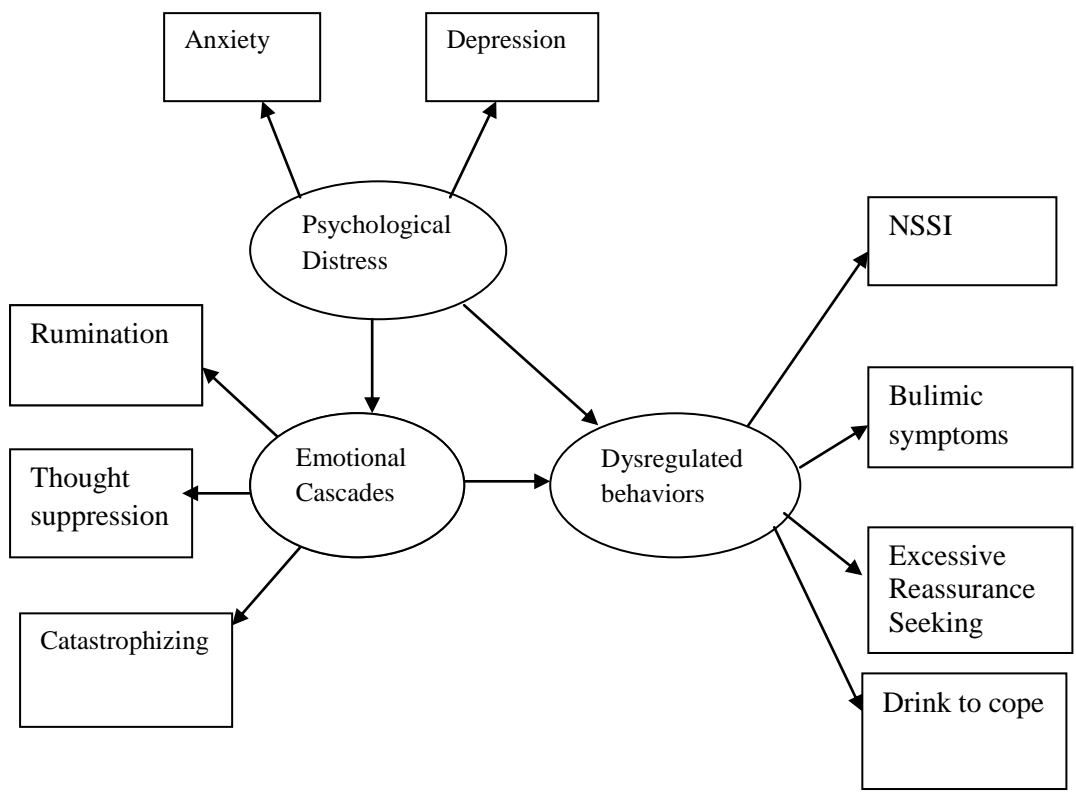 Anxiety
Depression
Psychological
Distress
NSSI
Rumination
Bulimic
symptoms
Emotional
Cascades
Dysregulated
behaviors
Thought
suppression
Excessive
Reassurance
Seeking
Catastrophizing
Drink to cope